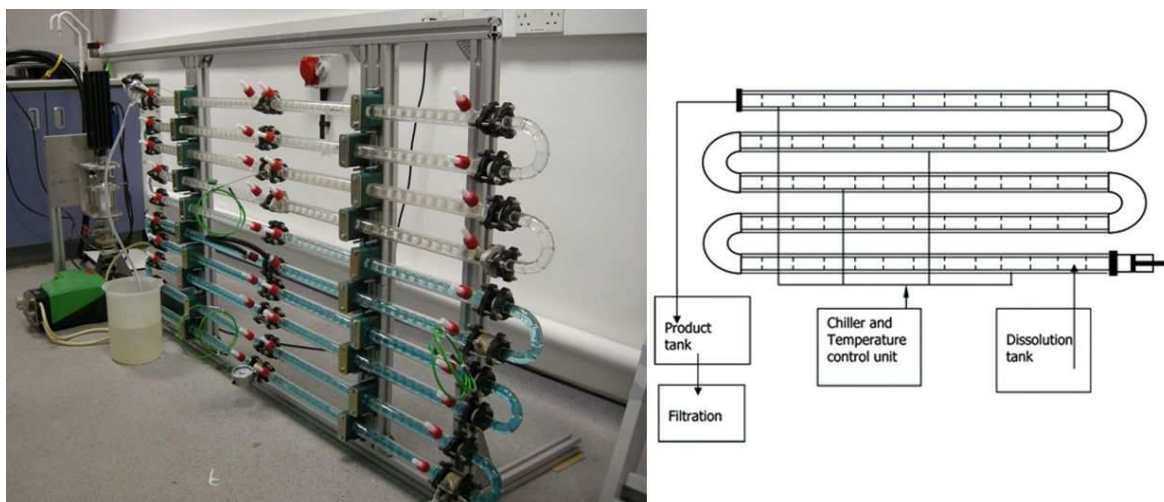 Product
tank
Filtration
Chiller and
Temperature
control unit
Dissolution
tank